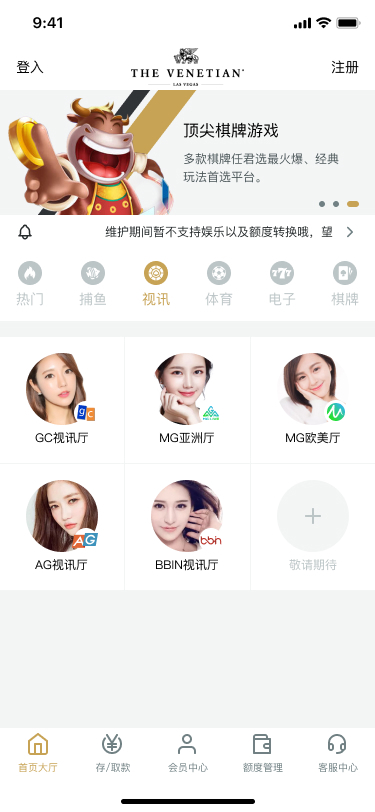 9:41
登入
THE VENETIAN
LAS VEGAS
注册
顶尖棋牌游戏
多款棋牌任君选最火爆、经典
玩法首选平台。
维护期间暂不支持娱乐以及额度转换哦，望
777
热门
捕鱼
视讯
体育
电子
棋牌
gc
GC视讯厅
MG亚洲厅
MG欧美厅
AG
AG视讯厅
bbin
BBIN视讯厅
敬请期待
首页大厅
存/取款
会员中心
额度管理
客服中心